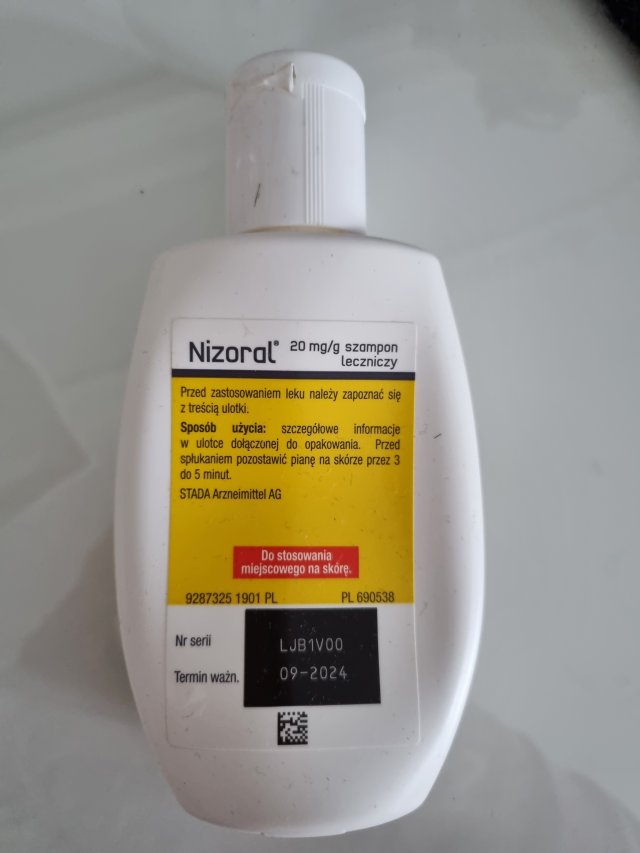 Nizoral® 20 mg/g szampon
leczniczy
Przed zastosowaniem leku należy zapoznać się
z treścią ulotki.
Sposób użycia: szczegółowe informacje
w ulotce dołączonej do opakowania. Przed
spłukaniem pozostawić pianę na skórze przez 3
do 5 minut.
STADA Arzneimittel AG
Do stosowania
miejscowego na skórę.
9287325 1901 PL PL 690538
Nr serii LJB1V00
Termin ważn. 09-2024